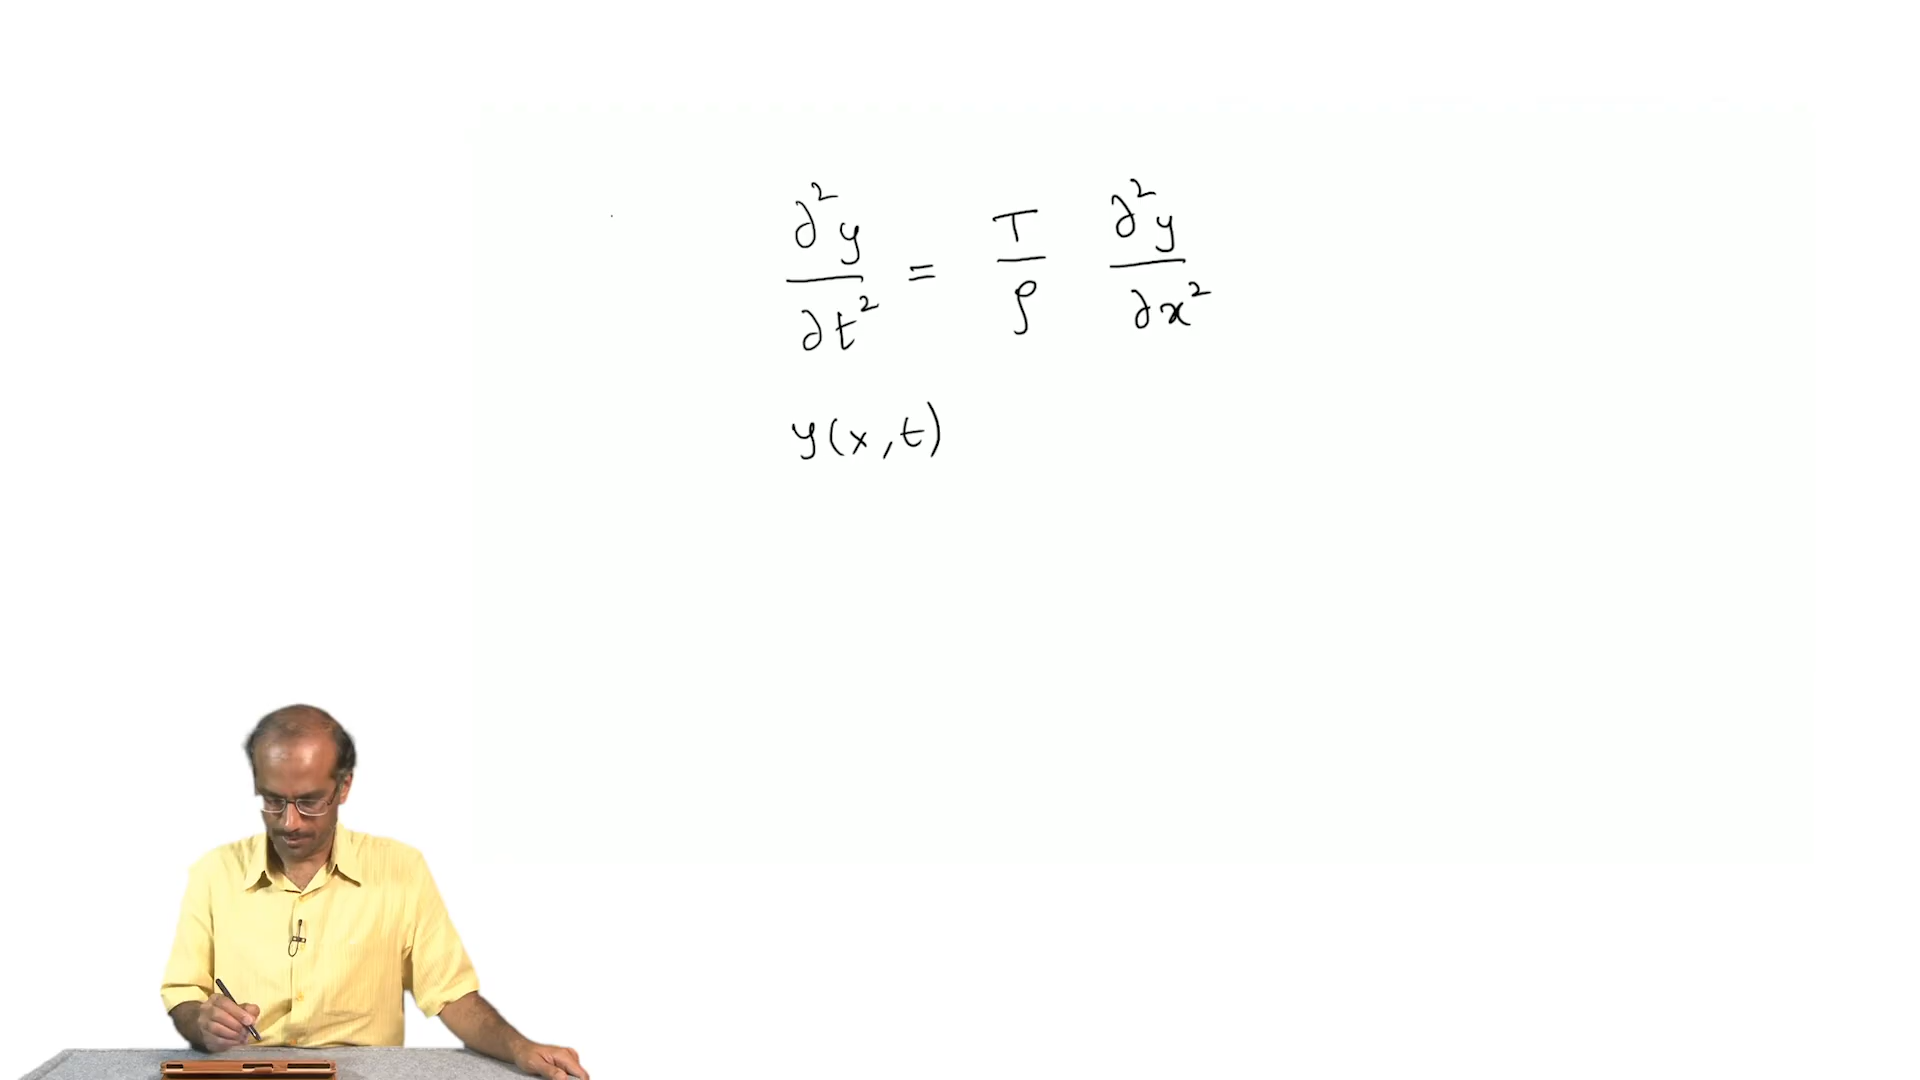 ∂²y/∂t² = T/ρ ∂²y/∂x²
y(x,t)